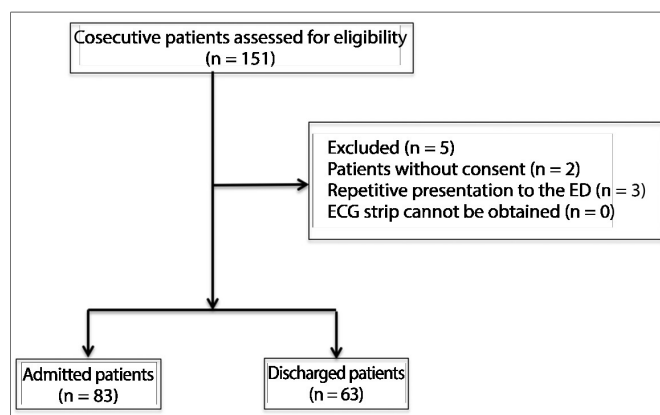 Cosecutive patients assessed for eligibility
(n = 151)
Excluded (n = 5)
Patients without consent (n = 2)
Repetitive presentation to the ED (n = 3)
ECG strip cannot be obtained (n = 0)
Admitted patients
(n = 83)
Discharged patients
(n = 63)